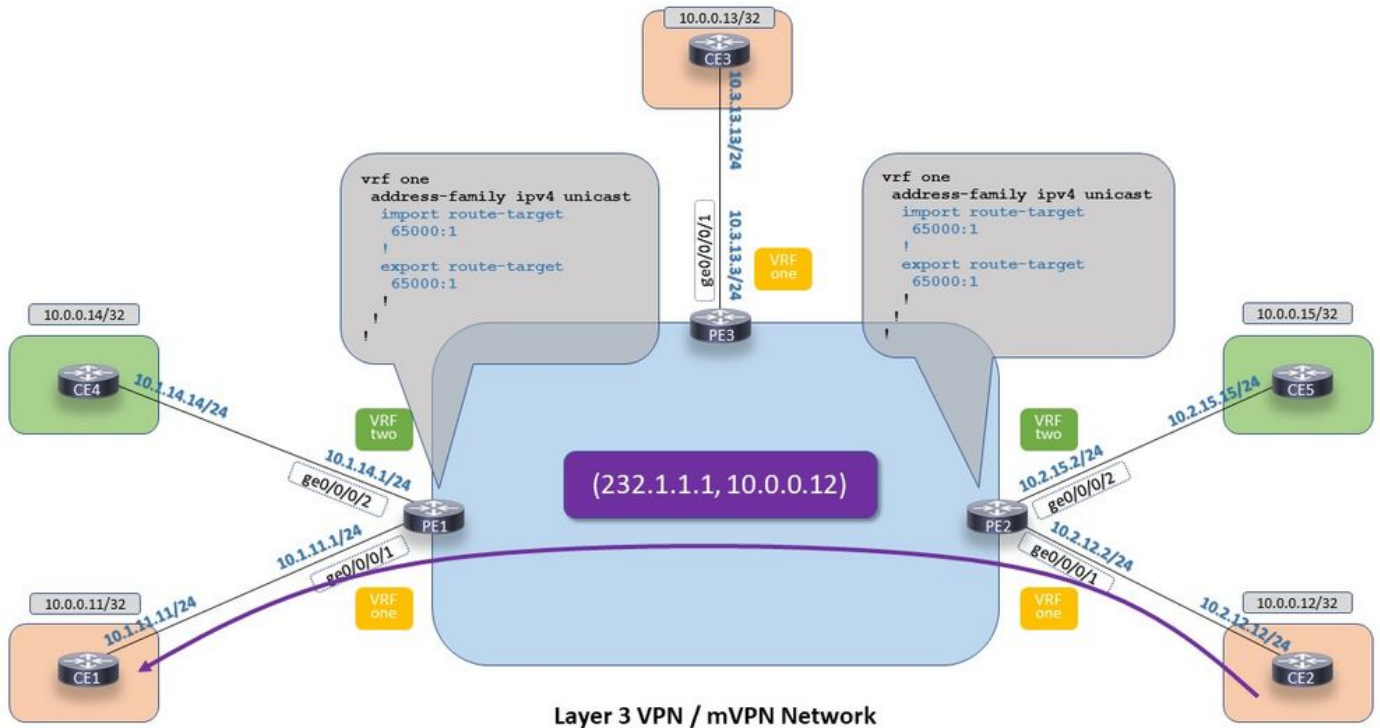 10.0.0.13/32
CE3
10.3.13.13/24
vrf one
address-family ipv4 unicast
import route-target
65000:1
!
export route-target
65000:1
!
!
!
vrf one
address-family ipv4 unicast
import route-target
65000:1
!
export route-target
65000:1
!
!
!
10.3.13.3/24
ge0/0/0/1
VRF
one
PE3
10.0.0.14/32
CE4
10.1.14.14/24
VRF
two
10.1.14.1/24
ge0/0/0/2
PE1
10.0.0.15/32
CE5
10.2.15.15/24
VRF
two
10.2.15.2/24
ge0/0/0/2
PE2
(232.1.1.1, 10.0.0.12)
10.1.11.1/24
ge0/0/0/1
VRF
one
10.0.0.11/32
10.1.11.11/24
CE1
10.2.12.2/24
ge0/0/0/1
VRF
one
10.0.0.12/32
10.2.12.12/24
CE2
Layer 3 VPN / mVPN Network